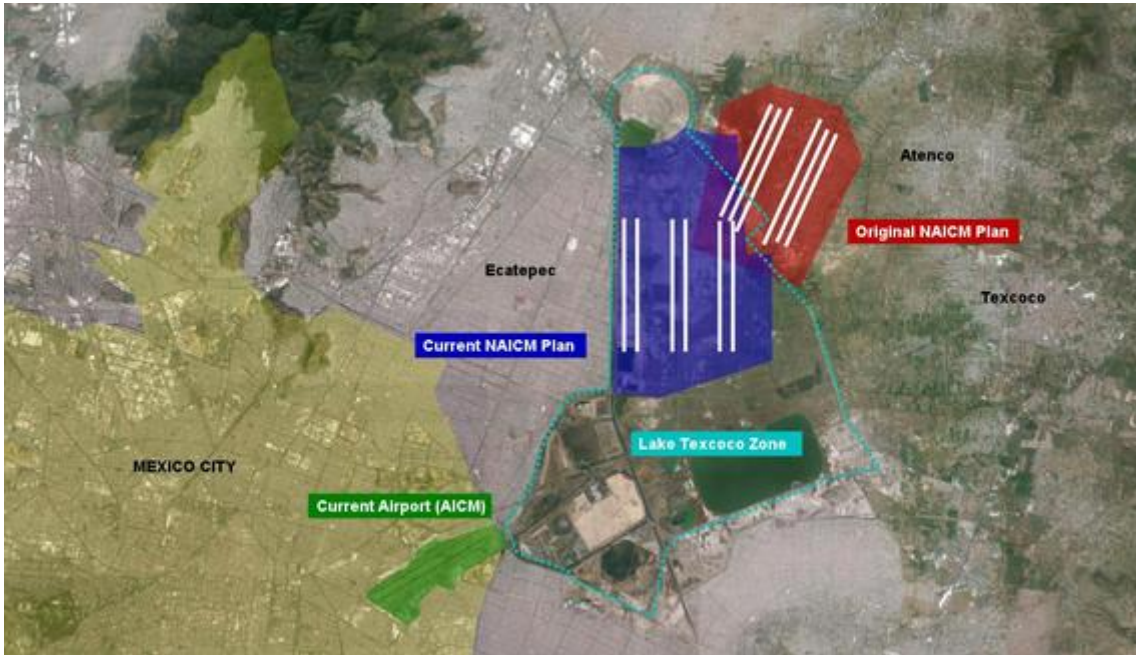 Atenco
Original NAICM Plan
Ecatepec
Texcoco
Current NAICM Plan
Lake Texcoco Zone
MEXICO CITY
Current Airport (AICM)